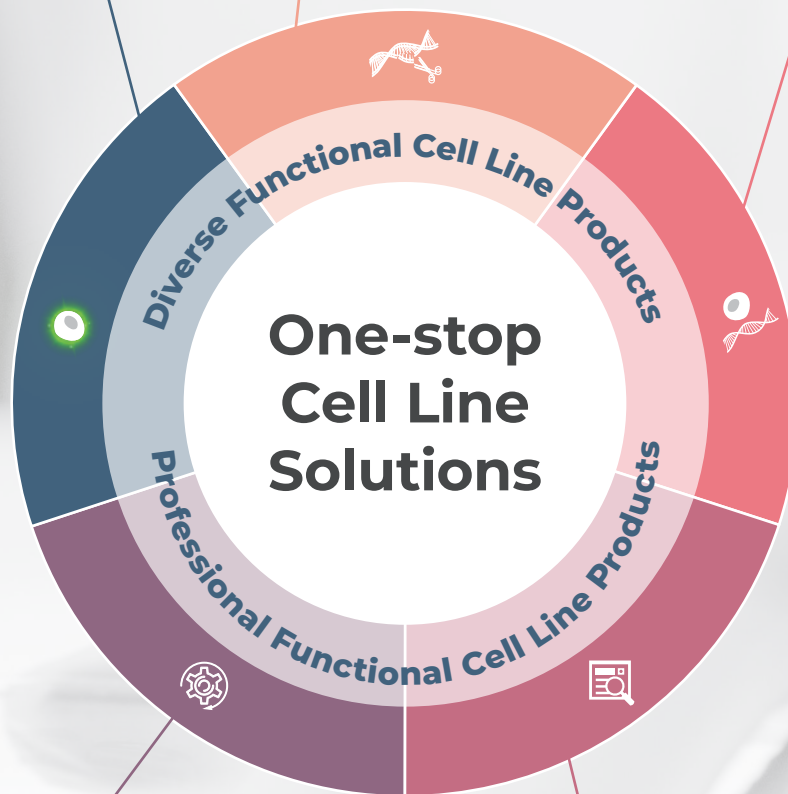 Diverse Functional Cell Line Products
One-stop
Cell Line
Solutions
Professional Functional Cell Line Products